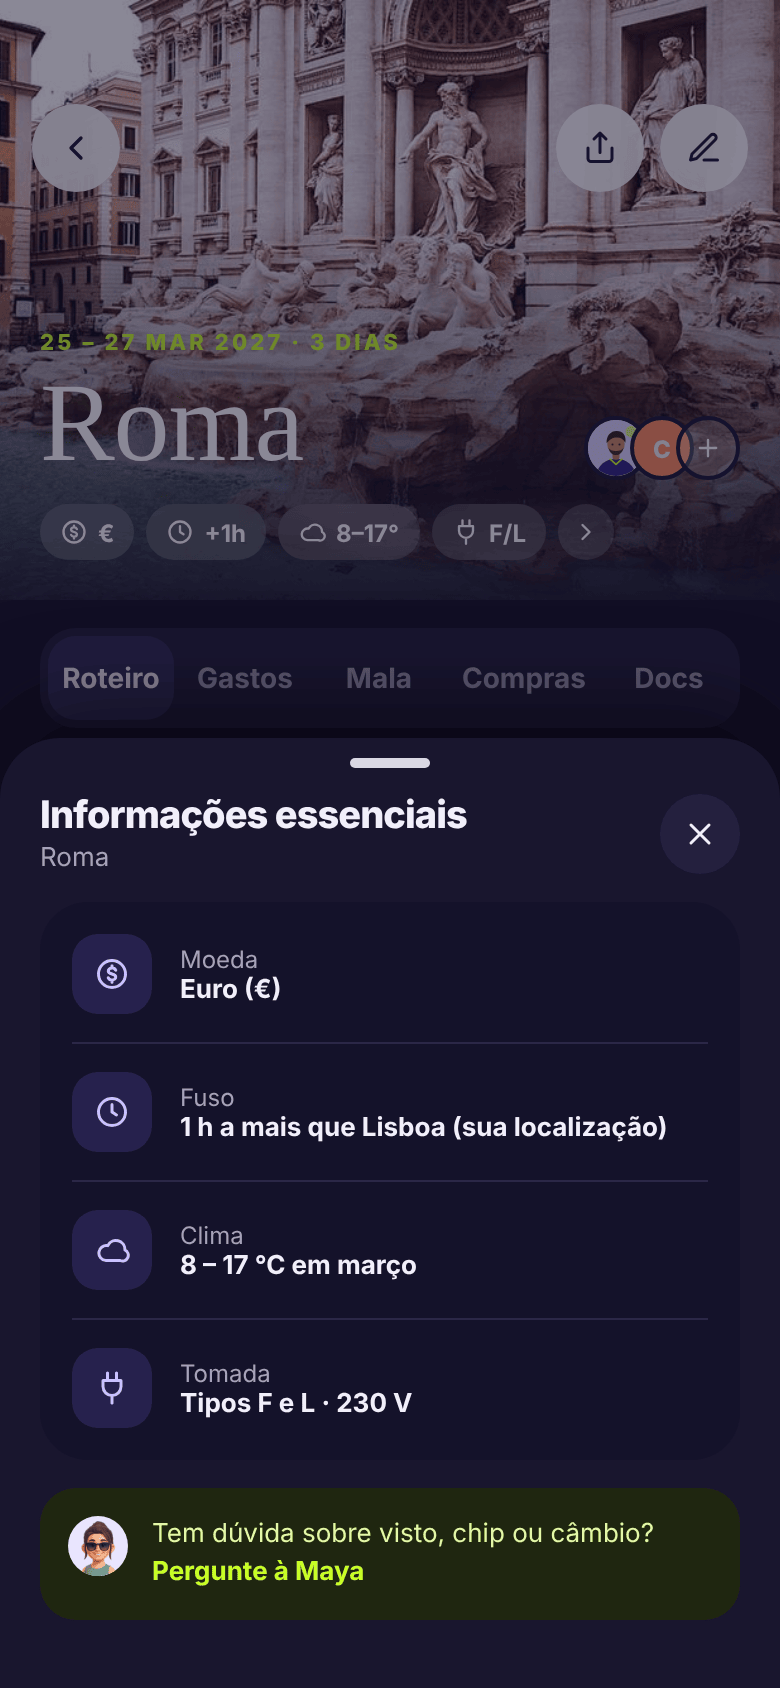 25 – 27 MAR 2027 · 3 DIAS
Roma
C
€
+1h
8–17°
F/L
Roteiro
Gastos
Mala
Compras
Docs
Informações essenciais
Roma
Moeda
Euro (€)
Fuso
1 h a mais que Lisboa (sua localização)
Clima
8 – 17 °C em março
Tomada
Tipos F e L · 230 V
Tem dúvida sobre visto, chip ou câmbio?
Pergunte à Maya